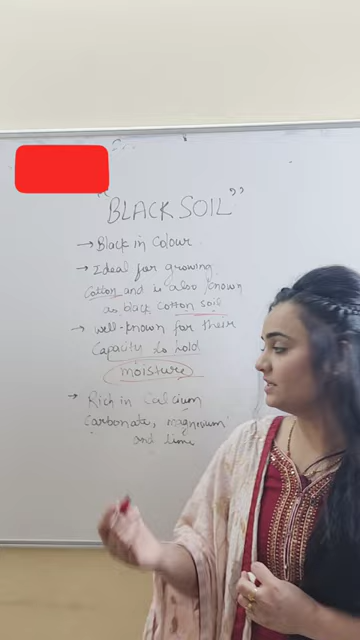 "BLACK SOIL"
→ Black in Colour
→ Ideal for growing
Cotton and is also known
as black cotton soil
→ well-known for their
Capacity to hold
moisture
→ Rich in Calcium
Carbonate, magnesium
and lime